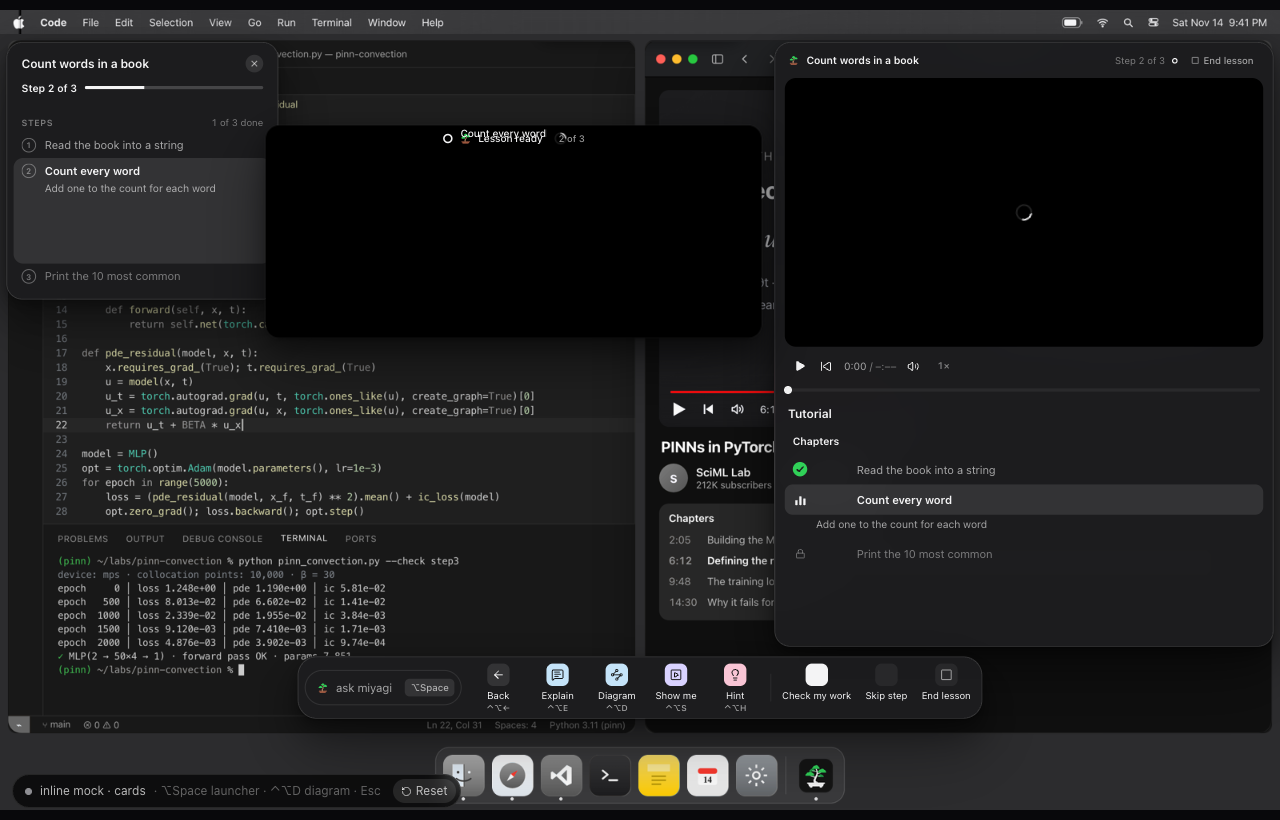 Code File Edit Selection View Go Run Terminal Window Help Sat Nov 14 9:41 PM
Count words in a book
Step 2 of 3
STEPS 1 of 3 done
1 Read the book into a string
2 Count every word
Add one to the count for each word
3 Print the 10 most common
vection.py — pinn-convection
idual
Count every word
Lesson ready 2 of 3
14 def forward(self, x, t):
15 return self.net(torch.c
16
17 def pde_residual(model, x, t):
18 x.requires_grad_(True); t.requires_grad_(True)
19 u = model(x, t)
20 u_t = torch.autograd.grad(u, t, torch.ones_like(u), create_graph=True)[0]
21 u_x = torch.autograd.grad(u, x, torch.ones_like(u), create_graph=True)[0]
22 return u_t + BETA * u_x
23
24 model = MLP()
25 opt = torch.optim.Adam(model.parameters(), lr=1e-3)
26 for epoch in range(5000):
27 loss = (pde_residual(model, x_f, t_f) ** 2).mean() + ic_loss(model)
28 opt.zero_grad(); loss.backward(); opt.step()
PROBLEMS OUTPUT DEBUG CONSOLE TERMINAL PORTS
(pinn) ~/labs/pinn-convection % python pinn_convection.py --check step3
device: mps · collocation points: 10,000 · β = 30
epoch 0 │ loss 1.248e+00 │ pde 1.190e+00 │ ic 5.81e-02
epoch 500 │ loss 8.013e-02 │ pde 6.602e-02 │ ic 1.41e-02
epoch 1000 │ loss 2.339e-02 │ pde 1.955e-02 │ ic 3.84e-03
epoch 1500 │ loss 9.120e-03 │ pde 7.410e-03 │ ic 1.71e-03
epoch 2000 │ loss 4.876e-03 │ pde 3.902e-03 │ ic 9.74e-04
✓ MLP(2 → 50×4 → 1) · forward pass OK · params 7,851
(pinn) ~/labs/pinn-convection %
main 0 0 Ln 22, Col 31 Spaces: 4 Python 3.11 (pinn)
6:1
PINNs in PyTorc
S SciML Lab
212K subscribers
Chapters
2:05 Building the M
6:12 Defining the r
9:48 The training lo
14:30 Why it fails for
Count words in a book Step 2 of 3 End lesson
0:00 / –:–– 1×
Tutorial
Chapters
Read the book into a string
Count every word
Add one to the count for each word
Print the 10 most common
ask miyagi ⌥Space
Back Explain Diagram Show me Hint Check my work Skip step End lesson
⌃⌥← ⌃⌥E ⌃⌥D ⌃⌥S ⌃⌥H
14
inline mock · cards · ⌥Space launcher · ⌃⌥D diagram · Esc Reset